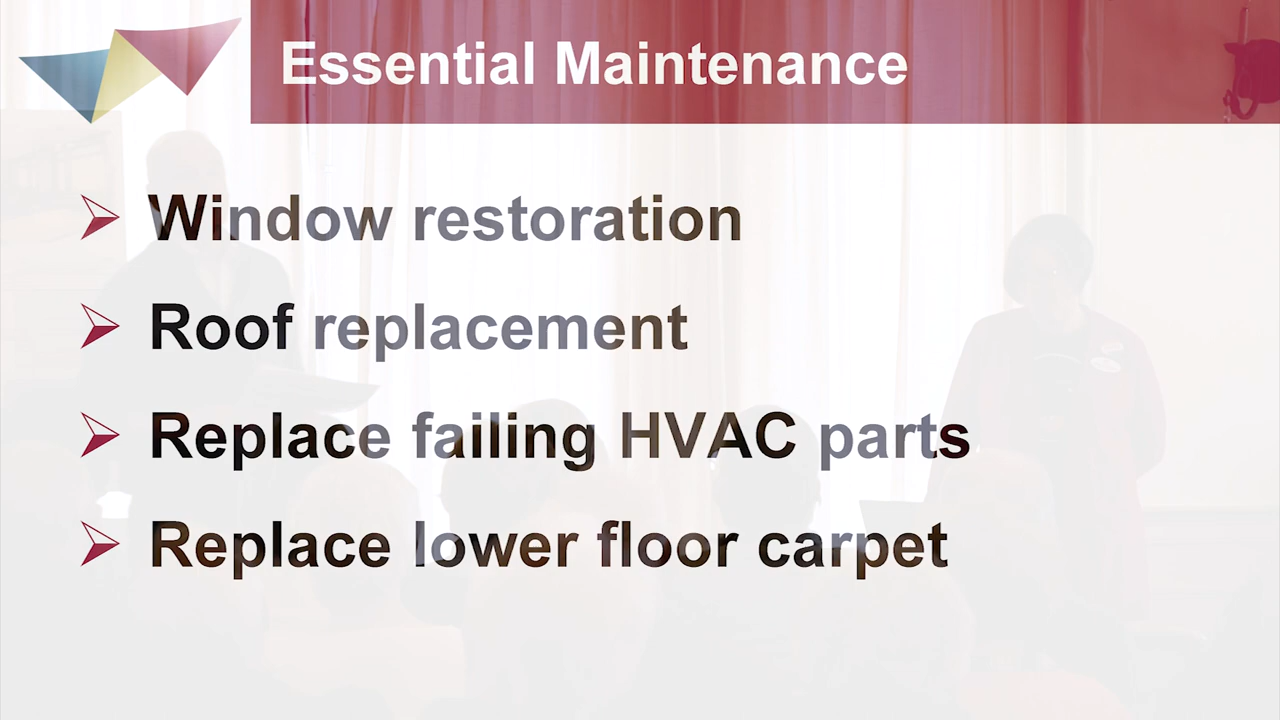 Essential Maintenance
Window restoration
Roof replacement
Replace failing HVAC parts
Replace lower floor carpet